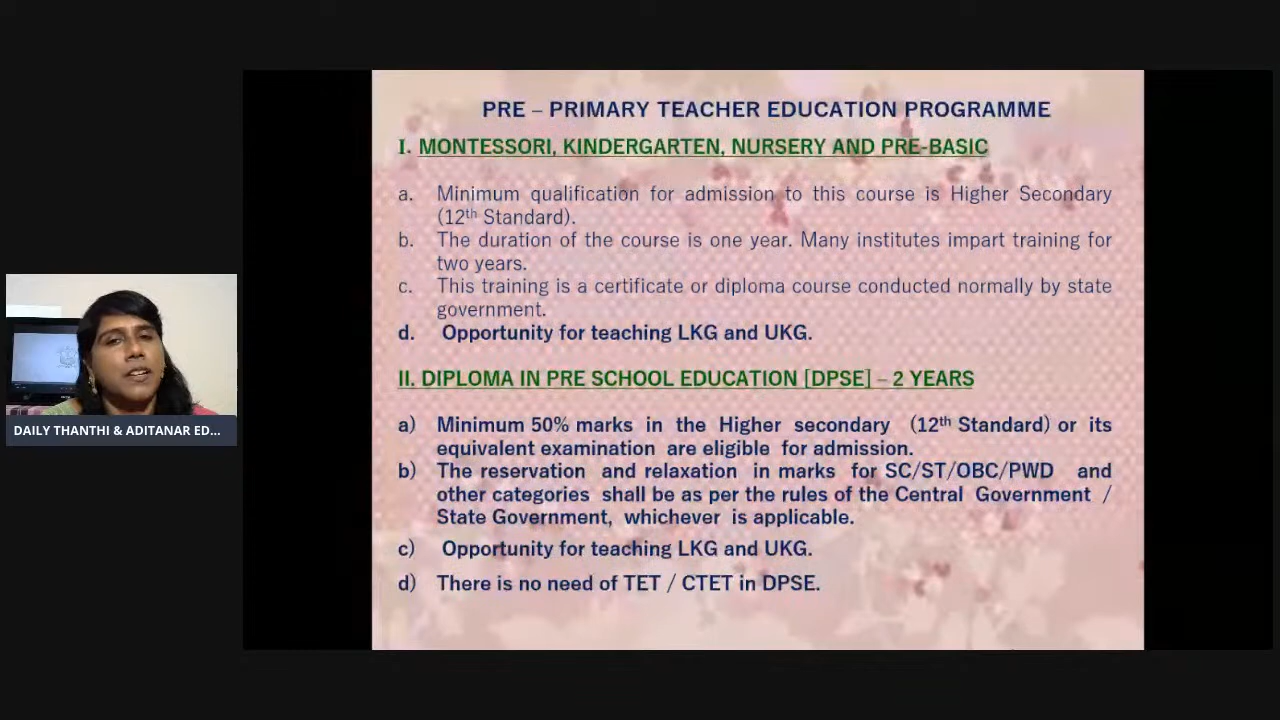 PRE – PRIMARY TEACHER EDUCATION PROGRAMME
I. MONTESSORI, KINDERGARTEN, NURSERY AND PRE-BASIC
a. Minimum qualification for admission to this course is Higher Secondary
(12th Standard).
b. The duration of the course is one year. Many institutes impart training for
two years.
c. This training is a certificate or diploma course conducted normally by state
government.
d. Opportunity for teaching LKG and UKG.
II. DIPLOMA IN PRE SCHOOL EDUCATION [DPSE] – 2 YEARS
a) Minimum 50% marks in the Higher secondary (12th Standard) or its
equivalent examination are eligible for admission.
b) The reservation and relaxation in marks for SC/ST/OBC/PWD and
other categories shall be as per the rules of the Central Government /
State Government, whichever is applicable.
c) Opportunity for teaching LKG and UKG.
d) There is no need of TET / CTET in DPSE.
DAILY THANTHI & ADITANAR ED...